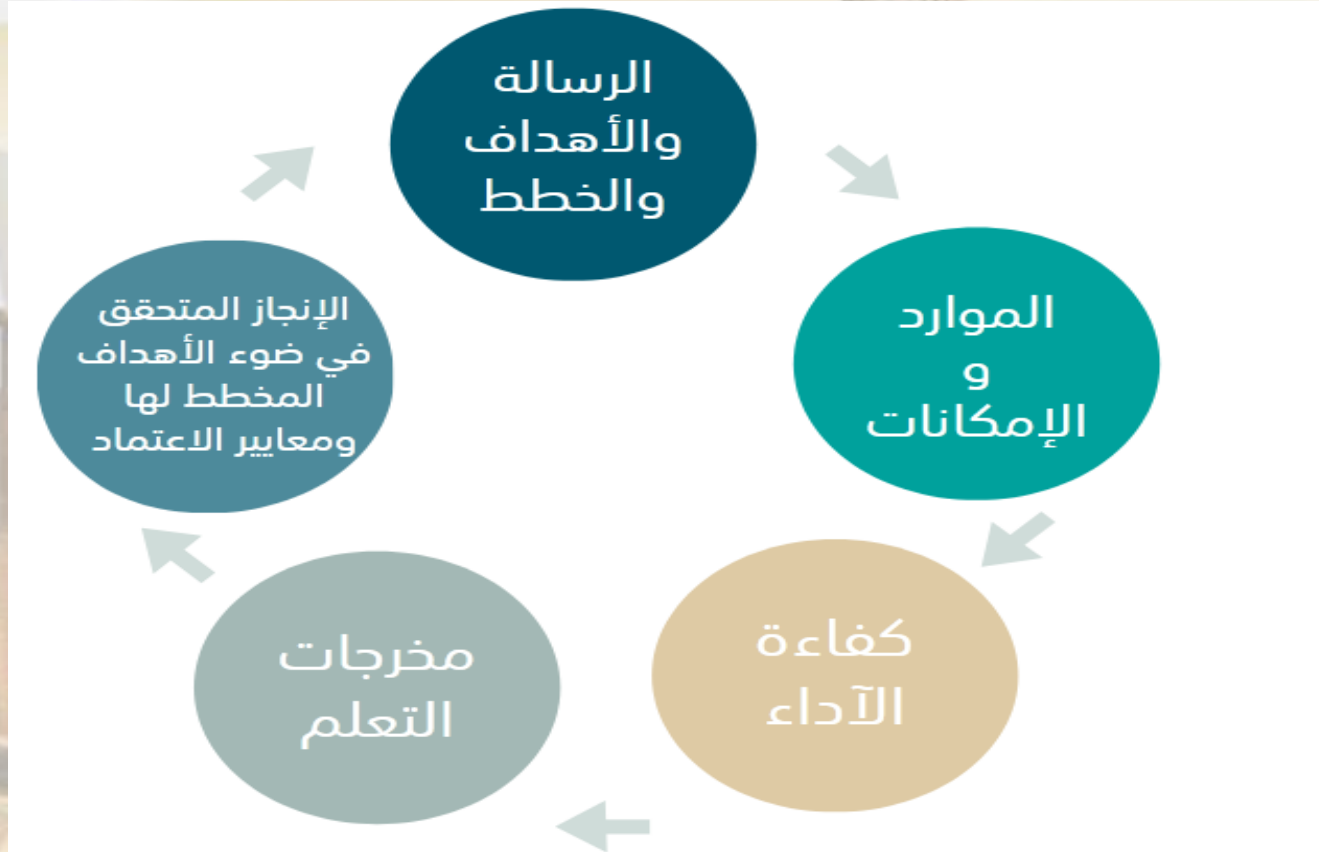 الرسالة
والأهداف
والخطط
الموارد
و
الإمكانات
كفاءة
الآداء
مخرجات
التعلم
الإنجاز المتحقق
في ضوء الأهداف
المخطط لها
ومعايير الاعتماد